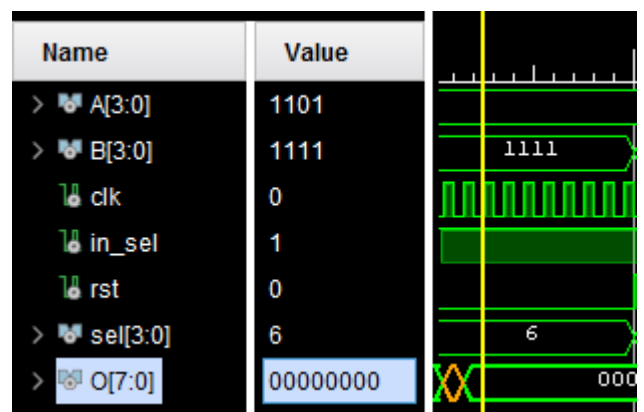 Name Value
A[3:0] 1101
B[3:0] 1111 1111
clk 0
in_sel 1
rst 0
sel[3:0] 6 6
O[7:0] 00000000 000